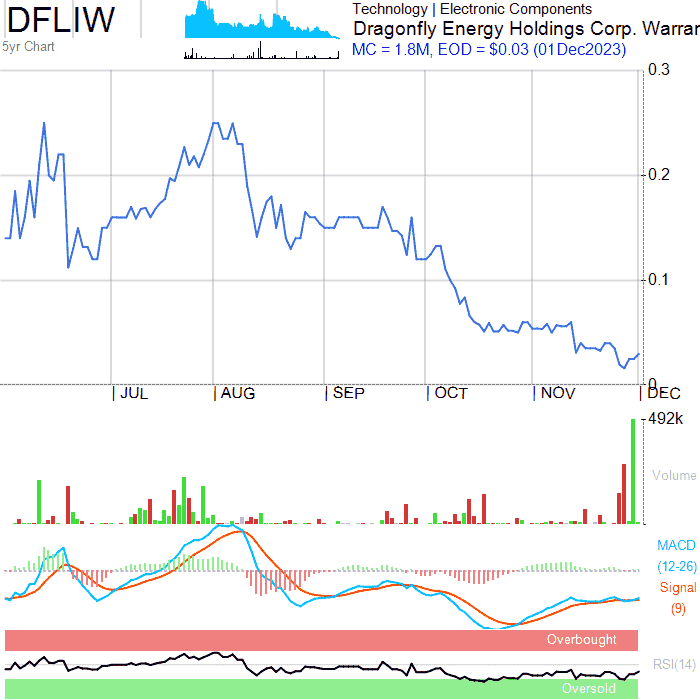 DFLIW
5yr Chart
Technology | Electronic Components
Dragonfly Energy Holdings Corp. Warran
MC = 1.8M, EOD = $0.03 (01Dec2023)
0.3
0.2
0.1
0
JUL AUG SEP OCT NOV DEC
492k
Volume
MACD
(12-26)
Signal
(9)
Overbought
RSI(14)
Oversold